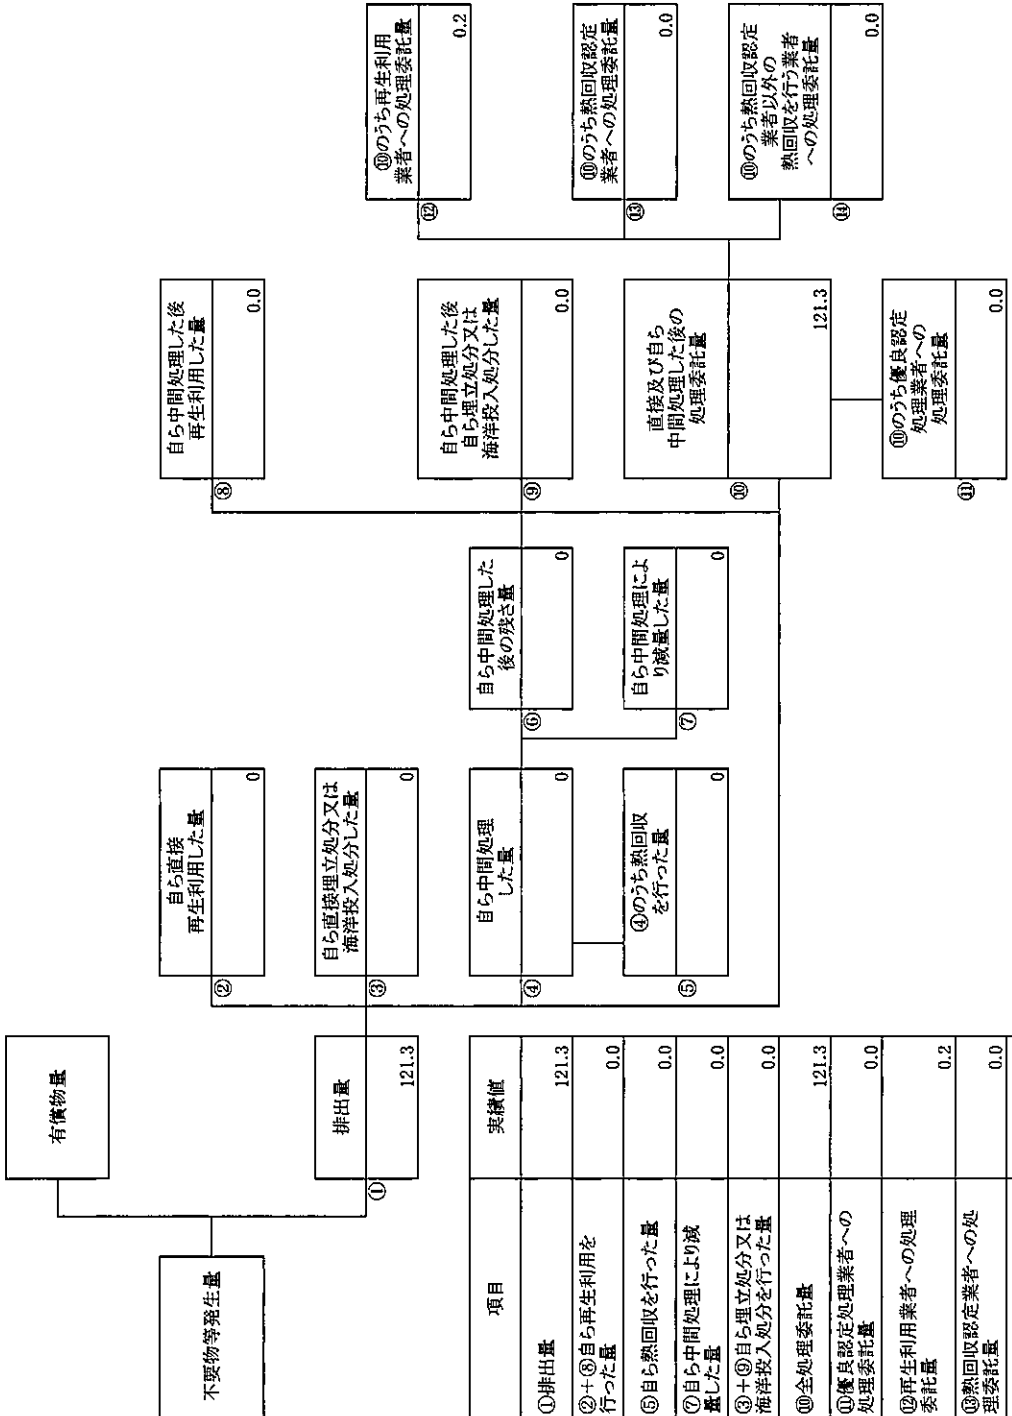 不要物等発生量
有償物量
①
排出量
121.3
②
自ら直接
再生利用した量
0
③
自ら直接埋立処分又は
海洋投入処分した量
0
④
自ら中間処理
した量
0
⑤
④のうち熱回収
を行った量
0
⑥
自ら中間処理した
後の残さ量
0
⑦
自ら中間処理によ
り減量した量
0
⑧
自ら中間処理した後
再生利用した量
0.0
⑨
自ら中間処理した後
自ら埋立処分又は
海洋投入処分した量
0.0
⑩
直接及び自ら
中間処理した後の
処理委託量
121.3
⑪
⑩のうち優良認定
処理業者への
処理委託量
0.0
⑫
⑩のうち再生利用
業者への処理委託量
0.2
⑬
⑩のうち熱回収認定
業者への処理委託量
0.0
⑭
⑩のうち熱回収認定
業者以外の
熱回収を行う業者
への処理委託量
0.0
項目 実績値
①排出量 121.3
②+⑧自ら再生利用を
行った量 0.0
⑤自ら熱回収を行った量 0.0
⑦自ら中間処理により減
量した量 0.0
③+⑨自ら埋立処分又は
海洋投入処分を行った量 0.0
⑩全処理委託量 121.3
⑪優良認定処理業者への
処理委託量 0.0
⑫再生利用業者への処理
委託量 0.2
⑬熱回収認定業者への処
理委託量 0.0